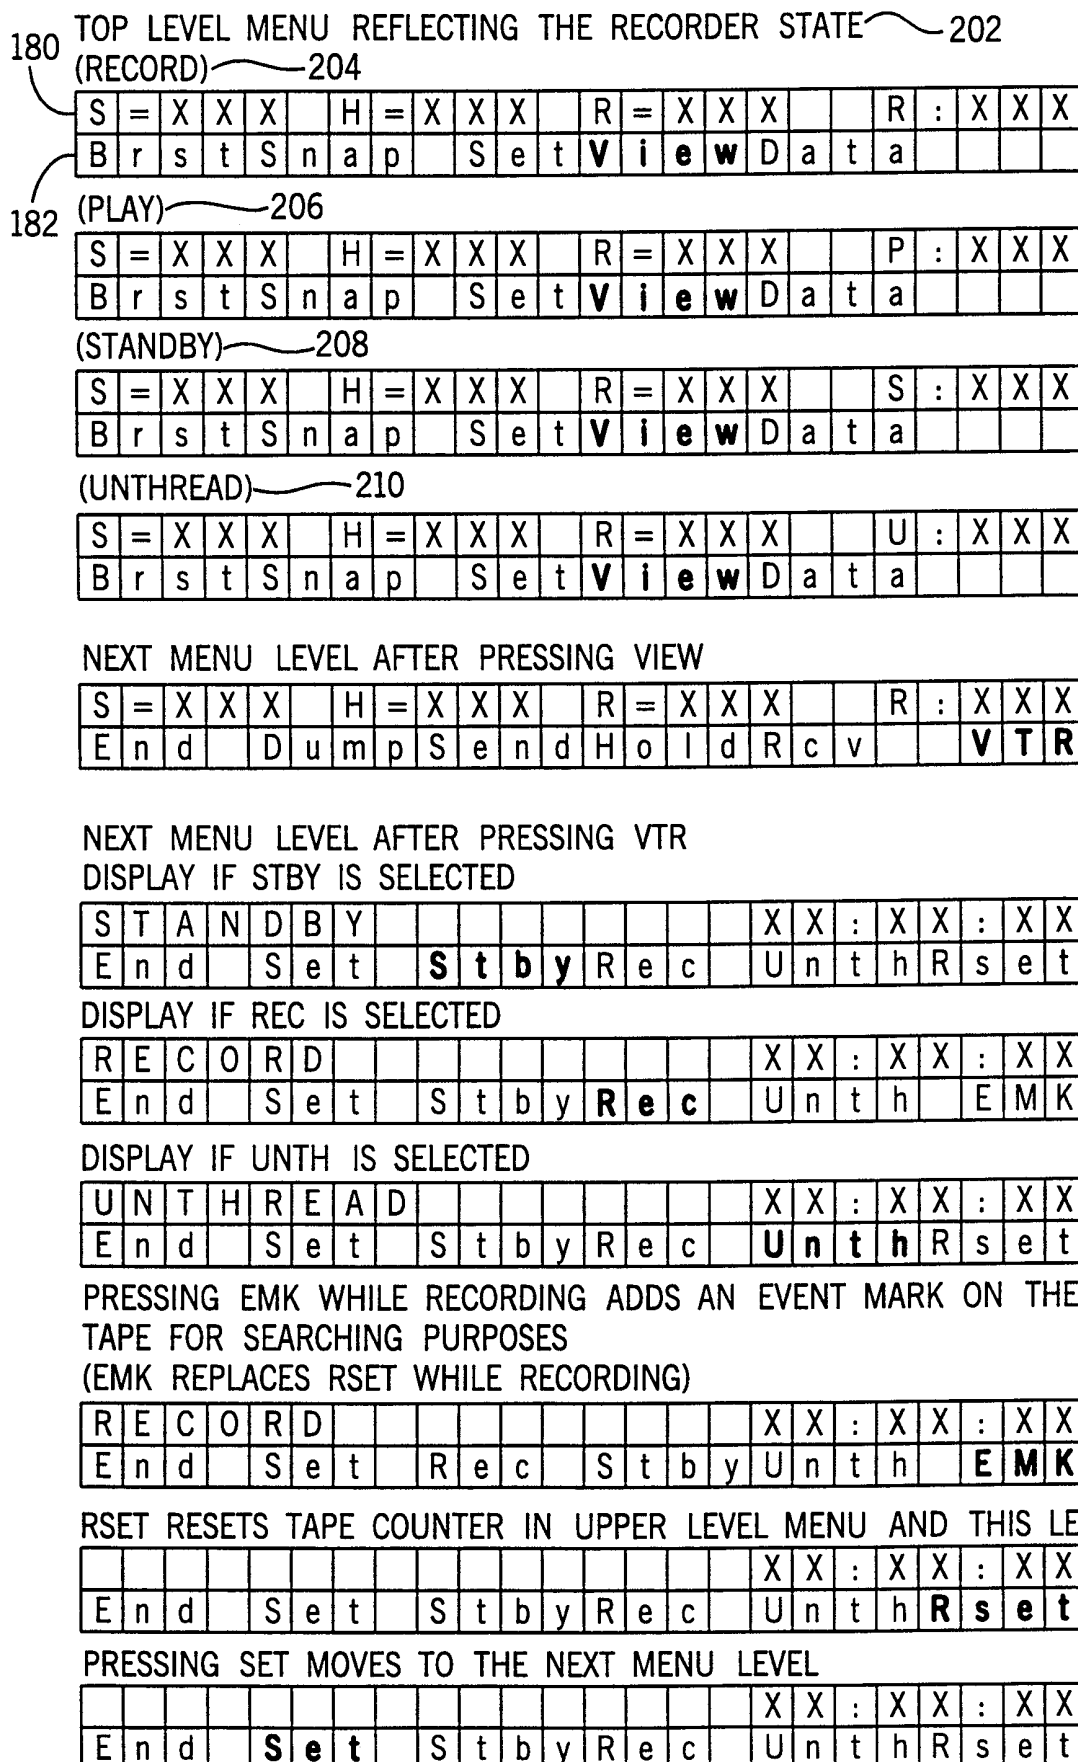 TOP LEVEL MENU REFLECTING THE RECORDER STATE 202
180 (RECORD) 204
S=XXX H=XXX R=XXX R:XXX
BrstSnap SetViewData
182 (PLAY) 206
S=XXX H=XXX R=XXX P:XXX
BrstSnap SetViewData
(STANDBY) 208
S=XXX H=XXX R=XXX S:XXX
BrstSnap SetViewData
(UNTHREAD) 210
S=XXX H=XXX R=XXX U:XXX
BrstSnap SetViewData
NEXT MENU LEVEL AFTER PRESSING VIEW
S=XXX H=XXX R=XXX R:XXX
End DumpSendHoldRcv VTR
NEXT MENU LEVEL AFTER PRESSING VTR
DISPLAY IF STBY IS SELECTED
STANDBY XX:XX:XX
End Set StbyRec UnthRset
DISPLAY IF REC IS SELECTED
RECORD XX:XX:XX
End Set StbyRec Unth EMK
DISPLAY IF UNTH IS SELECTED
UNTHREAD XX:XX:XX
End Set StbyRec UnthRset
PRESSING EMK WHILE RECORDING ADDS AN EVENT MARK ON THE
TAPE FOR SEARCHING PURPOSES
(EMK REPLACES RSET WHILE RECORDING)
RECORD XX:XX:XX
End Set Rec StbyUnth EMK
RSET RESETS TAPE COUNTER IN UPPER LEVEL MENU AND THIS LE
XX:XX:XX
End Set StbyRec UnthRset
PRESSING SET MOVES TO THE NEXT MENU LEVEL
XX:XX:XX
End Set StbyRec UnthRset